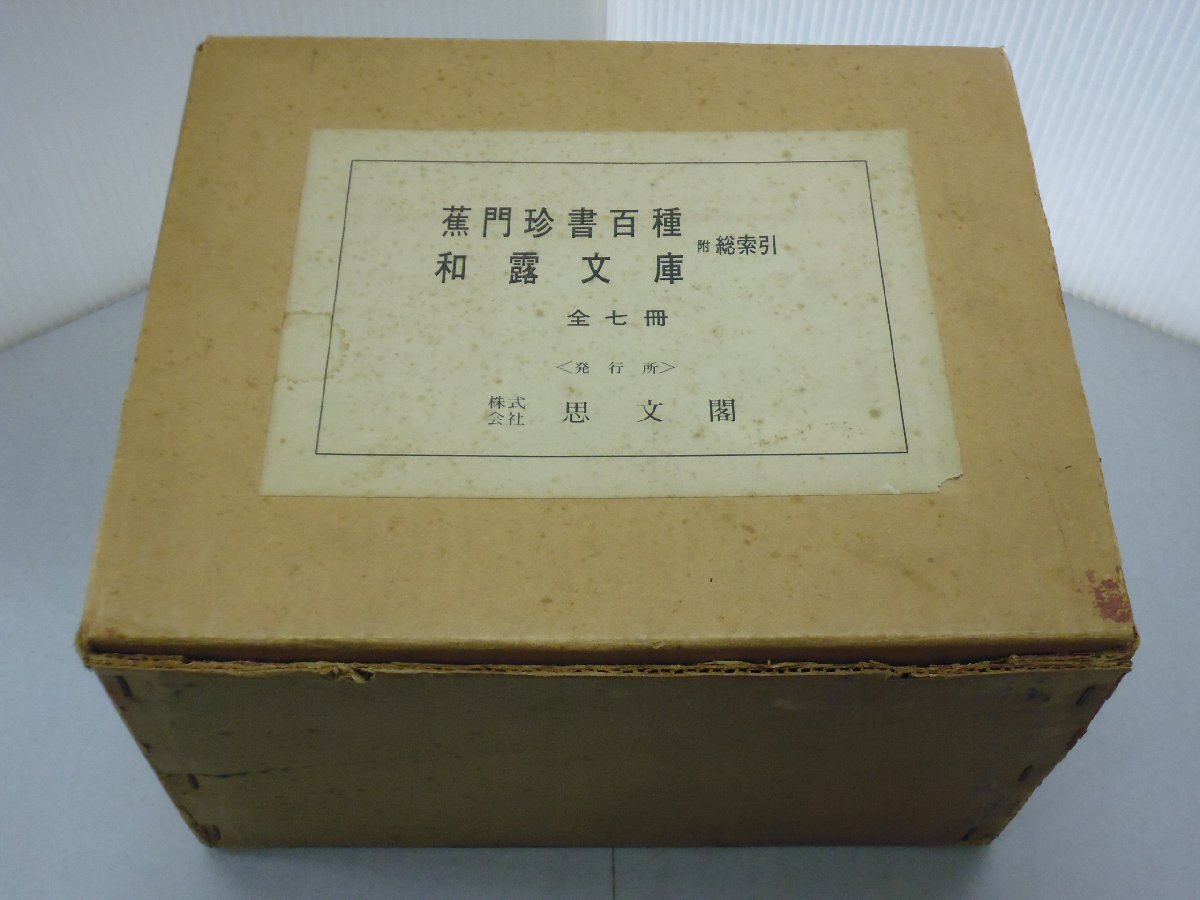 蕉門珍書百種
和露文庫 附 総索引
全七冊
<発行所>
株式会社 思文閣